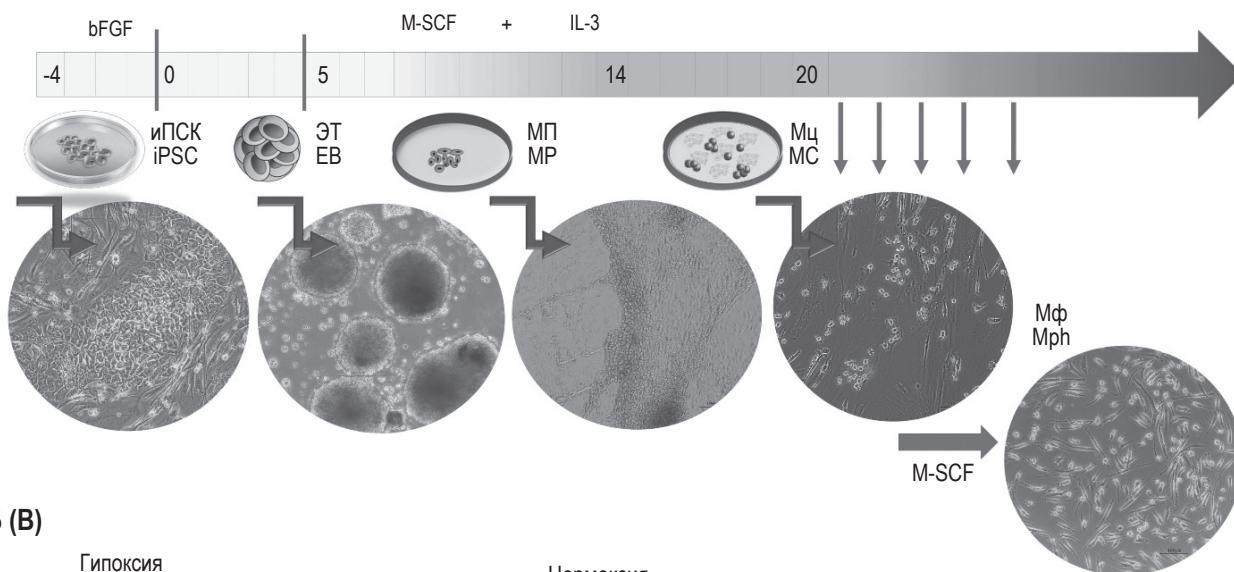 bFGF M-SCF + IL-3
-4 0 5 14 20
иПСК
iPSC
ЭТ
EB
МП
MP
Мц
MC
Мф
Mph
M-SCF
(B)
Гипоксия